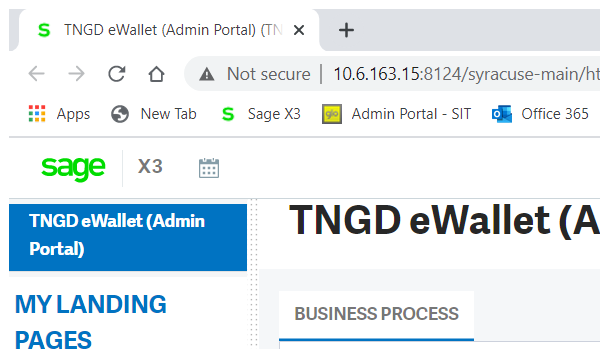 TNGD eWallet (Admin Portal) (TN
Not secure | 10.6.163.15:8124/syracuse-main/ht
Apps New Tab S Sage X3 glo Admin Portal - SIT Office 365
sage X3
TNGD eWallet (Admin
Portal)
TNGD eWallet (A
MY LANDING
PAGES
BUSINESS PROCESS